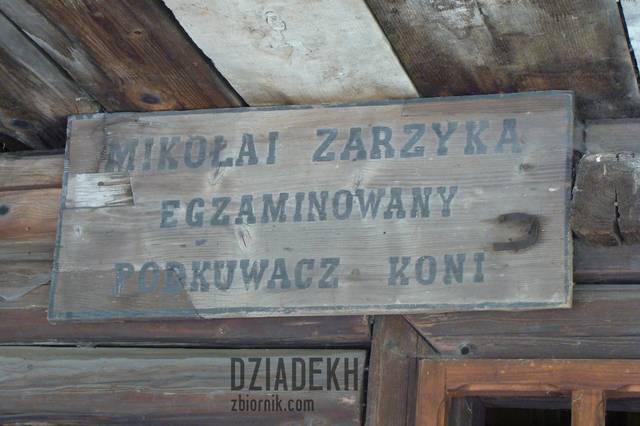 MIKOŁAI ZARZYKA
EGZAMINOWANY
PODKUWACZ KONI
DZIADEKH
zbiornik.com